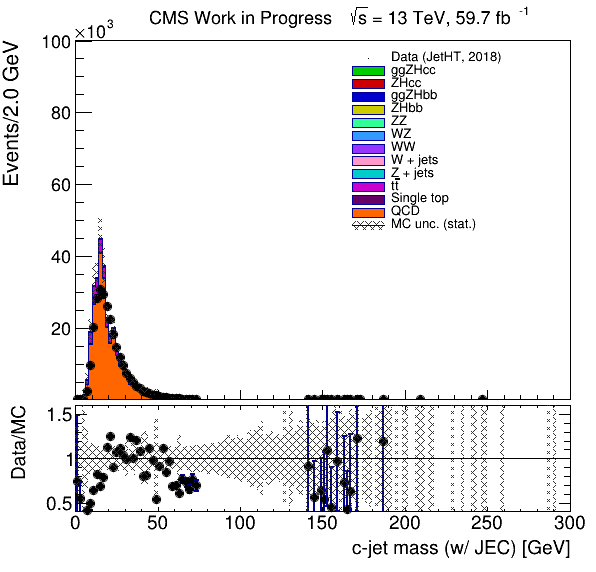 CMS Work in Progress √s = 13 TeV, 59.7 fb⁻¹
×10³
Events/2.0 GeV
100
80
60
40
20
Data (JetHT, 2018)
ggZHcc
ZHcc
ggZHbb
ZHbb
ZZ
WZ
WW
W + jets
Z + jets
tt̅
Single top
QCD
MC unc. (stat.)
Data/MC
1.5
1
0.5
0 50 100 150 200 250 300
c-jet mass (w/ JEC) [GeV]